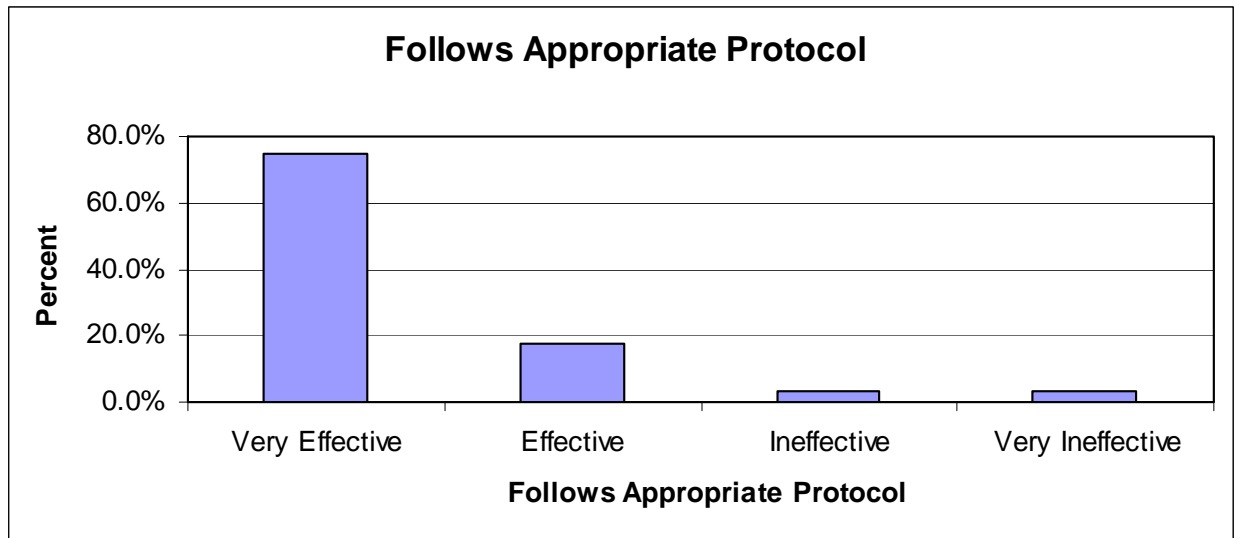 Follows Appropriate Protocol
80.0%
60.0%
40.0%
20.0%
0.0%
Percent
Very Effective
Effective
Ineffective
Very Ineffective
Follows Appropriate Protocol